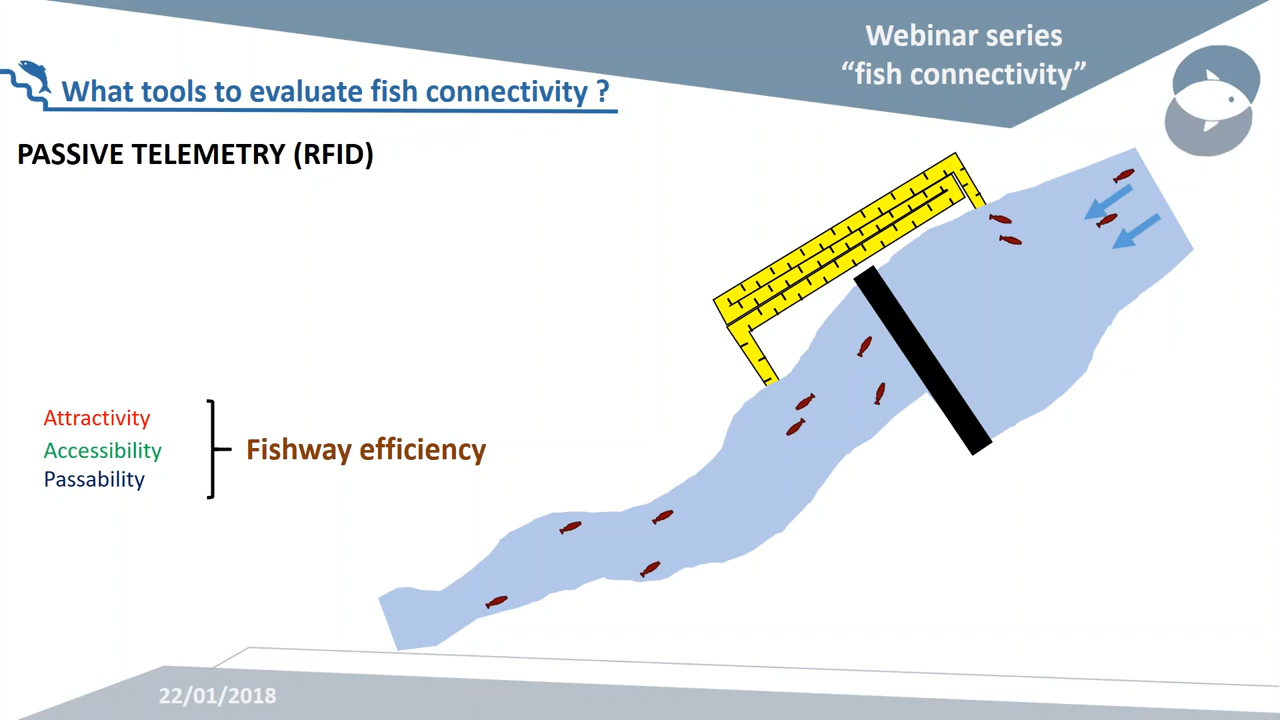 Webinar series
“fish connectivity”
What tools to evaluate fish connectivity ?
PASSIVE TELEMETRY (RFID)
Attractivity
Accessibility
Passability
Fishway efficiency
22/01/2018